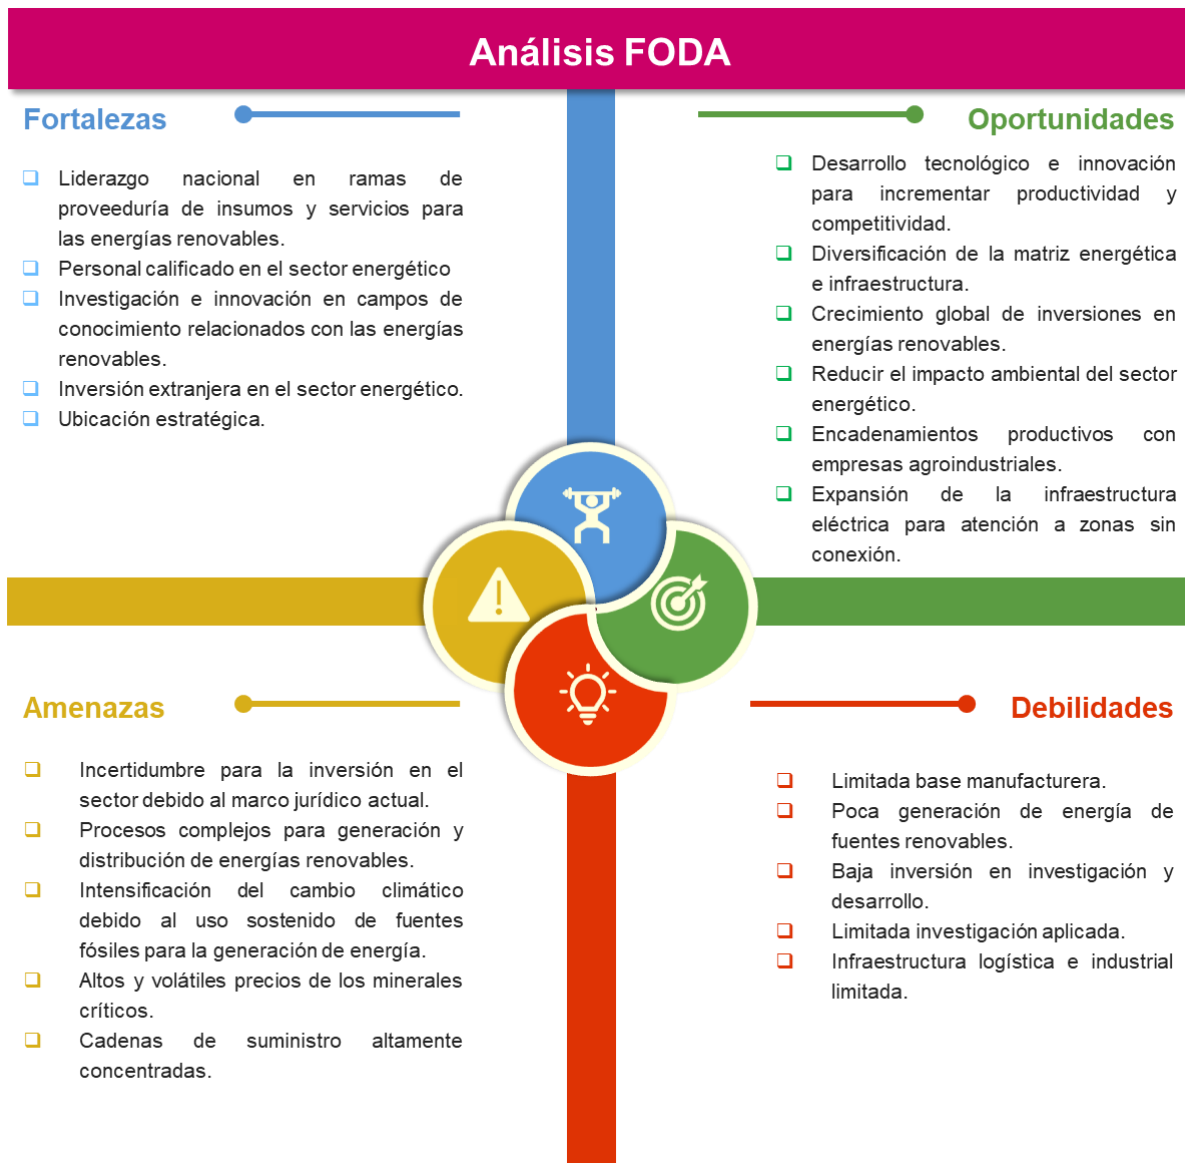 Análisis FODA
Fortalezas
Liderazgo nacional en ramas de
proveeduría de insumos y servicios para
las energías renovables.
Personal calificado en el sector energético
Investigación e innovación en campos de
conocimiento relacionados con las energías
renovables.
Inversión extranjera en el sector energético.
Ubicación estratégica.
Oportunidades
Desarrollo tecnológico e innovación
para incrementar productividad y
competitividad.
Diversificación de la matriz energética
e infraestructura.
Crecimiento global de inversiones en
energías renovables.
Reducir el impacto ambiental del sector
energético.
Encadenamientos productivos con
empresas agroindustriales.
Expansión de la infraestructura
eléctrica para atención a zonas sin
conexión.
Amenazas
Incertidumbre para la inversión en el
sector debido al marco jurídico actual.
Procesos complejos para generación y
distribución de energías renovables.
Intensificación del cambio climático
debido al uso sostenido de fuentes
fósiles para la generación de energía.
Altos y volátiles precios de los minerales
críticos.
Cadenas de suministro altamente
concentradas.
Debilidades
Limitada base manufacturera.
Poca generación de energía de
fuentes renovables.
Baja inversión en investigación y
desarrollo.
Limitada investigación aplicada.
Infraestructura logística e industrial
limitada.